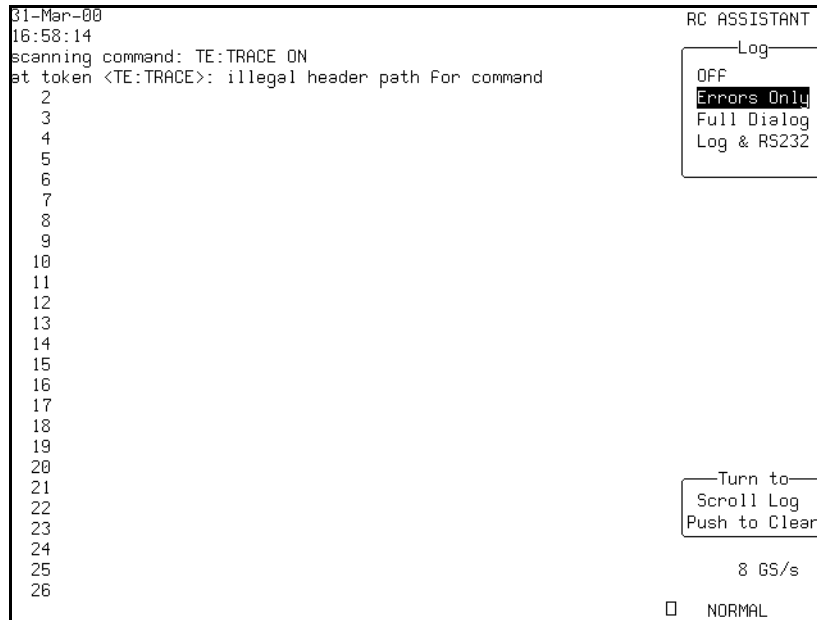 31-Mar-00
16:58:14
scanning command: TE:TRACE ON
at token <TE:TRACE>: illegal header path for command
2
3
4
5
6
7
8
9
10
11
12
13
14
15
16
17
18
19
20
21
22
23
24
25
26
RC ASSISTANT
Log
OFF
Errors Only
Full Dialog
Log & RS232
Turn to
Scroll Log
Push to Clear
8 GS/s
NORMAL